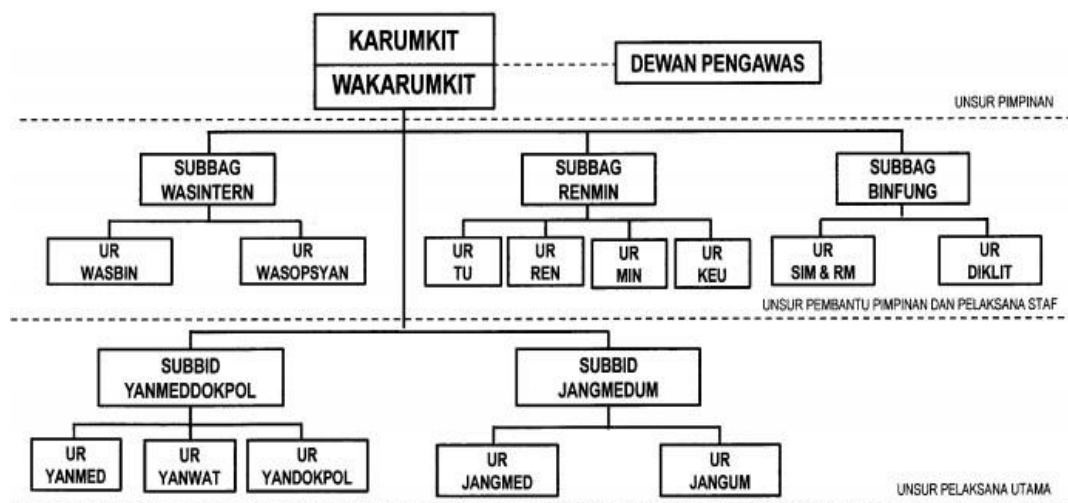 KARUMKIT
WAKARUMKIT
DEWAN PENGAWAS
UNSUR PIMPINAN
SUBBAG
WASINTERN
SUBBAG
RENMIN
SUBBAG
BINFUNG
UR
WASBIN
UR
WASOPSYAN
UR
TU
UR
REN
UR
MIN
UR
KEU
UR
SIM & RM
UR
DIKLIT
UNSUR PEMBANTU PIMPINAN DAN PELAKSANA STAF
SUBBID
YANMEDDOKPOL
SUBBID
JANGMEDUM
UR
YANMED
UR
YANWAT
UR
YANDOKPOL
UR
JANGMED
UR
JANGUM
UNSUR PELAKSANA UTAMA